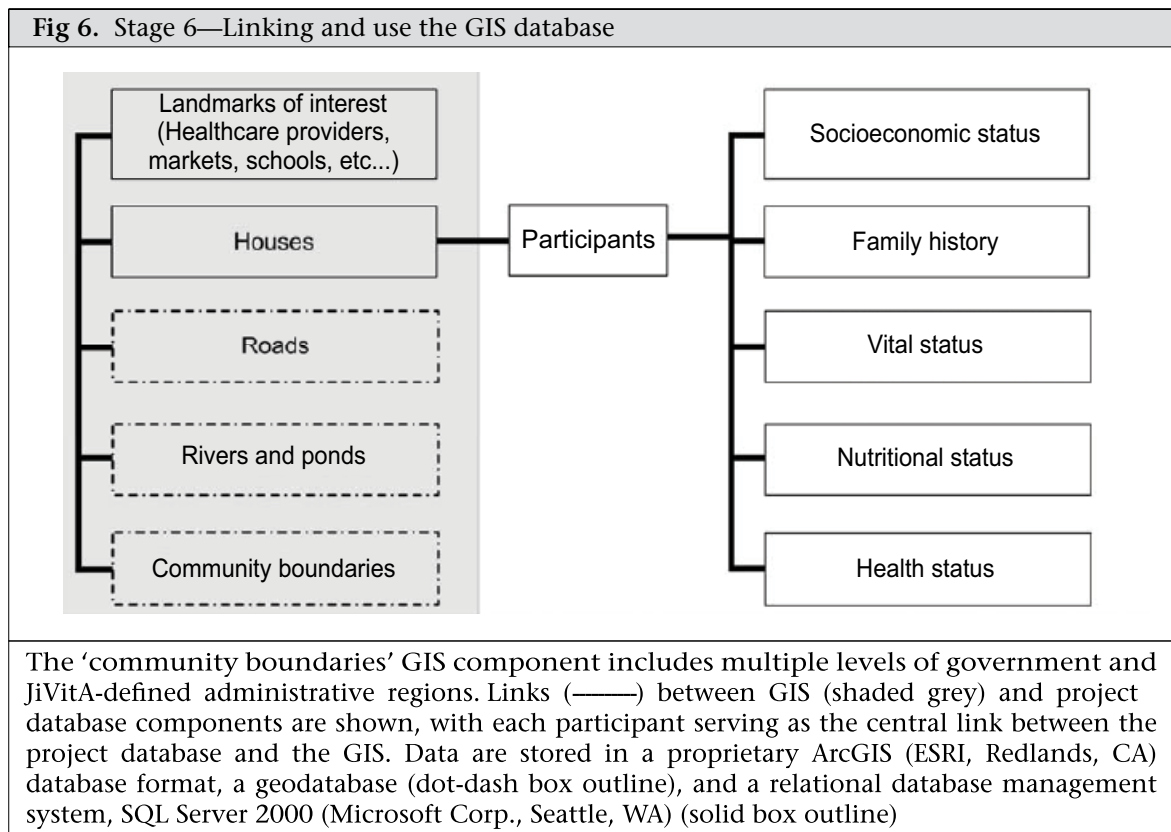 Fig 6. Stage 6—Linking and use the GIS database
Landmarks of interest
(Healthcare providers,
markets, schools, etc...)
Houses
Roads
Rivers and ponds
Community boundaries
Participants
Socioeconomic status
Family history
Vital status
Nutritional status
Health status
The ‘community boundaries’ GIS component includes multiple levels of government and
JiVitA-defined administrative regions. Links (———) between GIS (shaded grey) and project
database components are shown, with each participant serving as the central link between the
project database and the GIS. Data are stored in a proprietary ArcGIS (ESRI, Redlands, CA)
database format, a geodatabase (dot-dash box outline), and a relational database management
system, SQL Server 2000 (Microsoft Corp., Seattle, WA) (solid box outline)